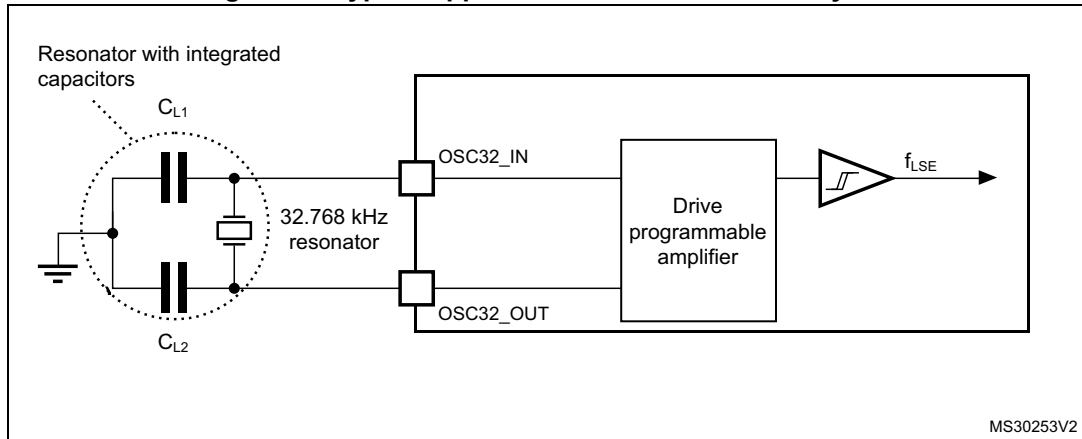 Resonator with integrated
capacitors
CL1
OSC32_IN
fLSE
32.768 kHz
resonator
Drive
programmable
amplifier
OSC32_OUT
CL2
MS30253V2